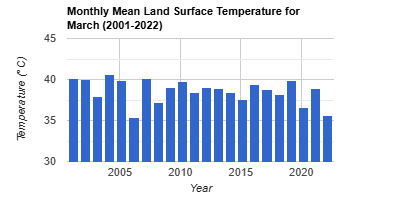 Monthly Mean Land Surface Temperature for
March (2001-2022)
45
40
35
30
Temperature (° C)
2005 2010 2015 2020
Year